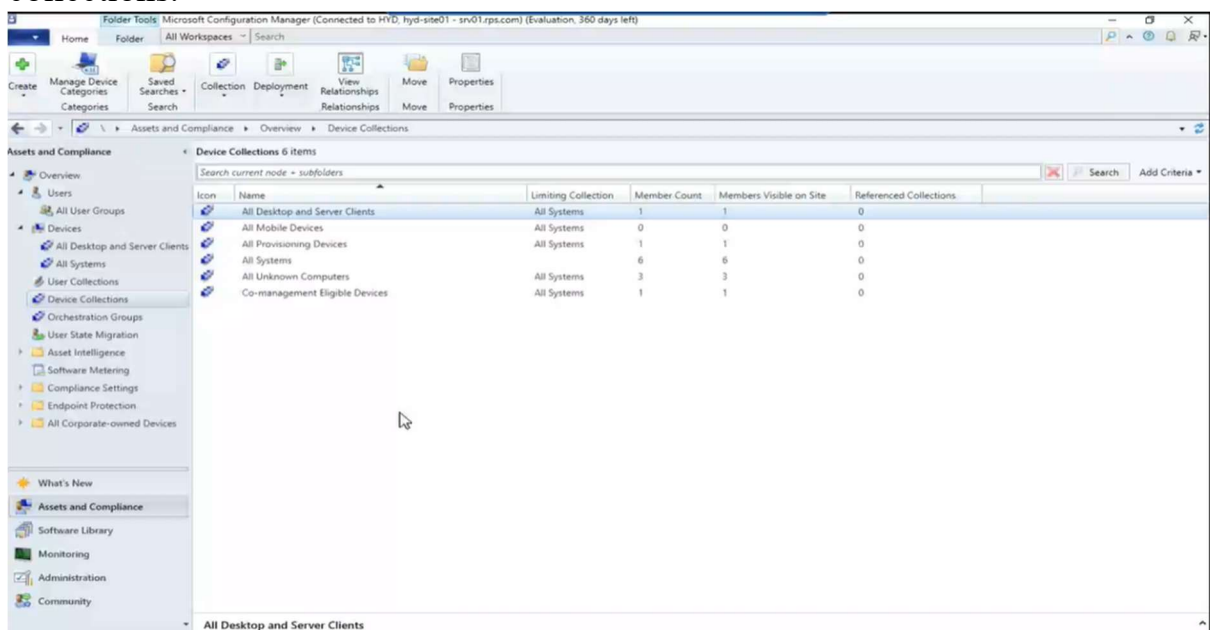 collections.
Folder Tools Microsoft Configuration Manager (Connected to HYD, hyd-site01 - srv01.rps.com) (Evaluation, 360 days left)
Home Folder All Workspaces Search
Create Manage Device Categories Saved Searches Collection Deployment View Relationships Move Properties
Categories Search Relationships Move Properties
\ Assets and Compliance Overview Device Collections
Assets and Compliance
Overview
Users
All User Groups
Devices
All Desktop and Server Clients
All Systems
User Collections
Device Collections
Orchestration Groups
User State Migration
Asset Intelligence
Software Metering
Compliance Settings
Endpoint Protection
All Corporate-owned Devices
What's New
Assets and Compliance
Software Library
Monitoring
Administration
Community
Device Collections 6 items
Search current node + subfolders Search Add Criteria
Icon Name Limiting Collection Member Count Members Visible on Site Referenced Collections
All Desktop and Server Clients All Systems 1 1 0
All Mobile Devices All Systems 0 0 0
All Provisioning Devices All Systems 1 1 0
All Systems 6 6 0
All Unknown Computers All Systems 3 3 0
Co-management Eligible Devices All Systems 1 1 0
All Desktop and Server Clients